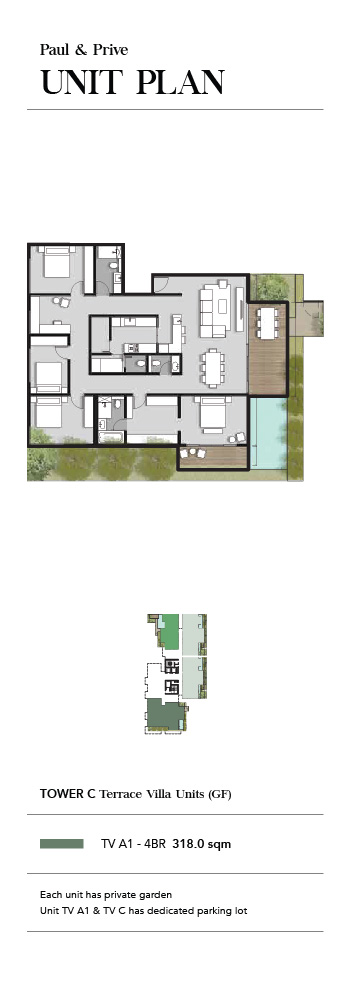 Paul & Prive
UNIT PLAN
TOWER C Terrace Villa Units (GF)
TV A1 - 4BR 318.0 sqm
Each unit has private garden
Unit TV A1 & TV C has dedicated parking lot